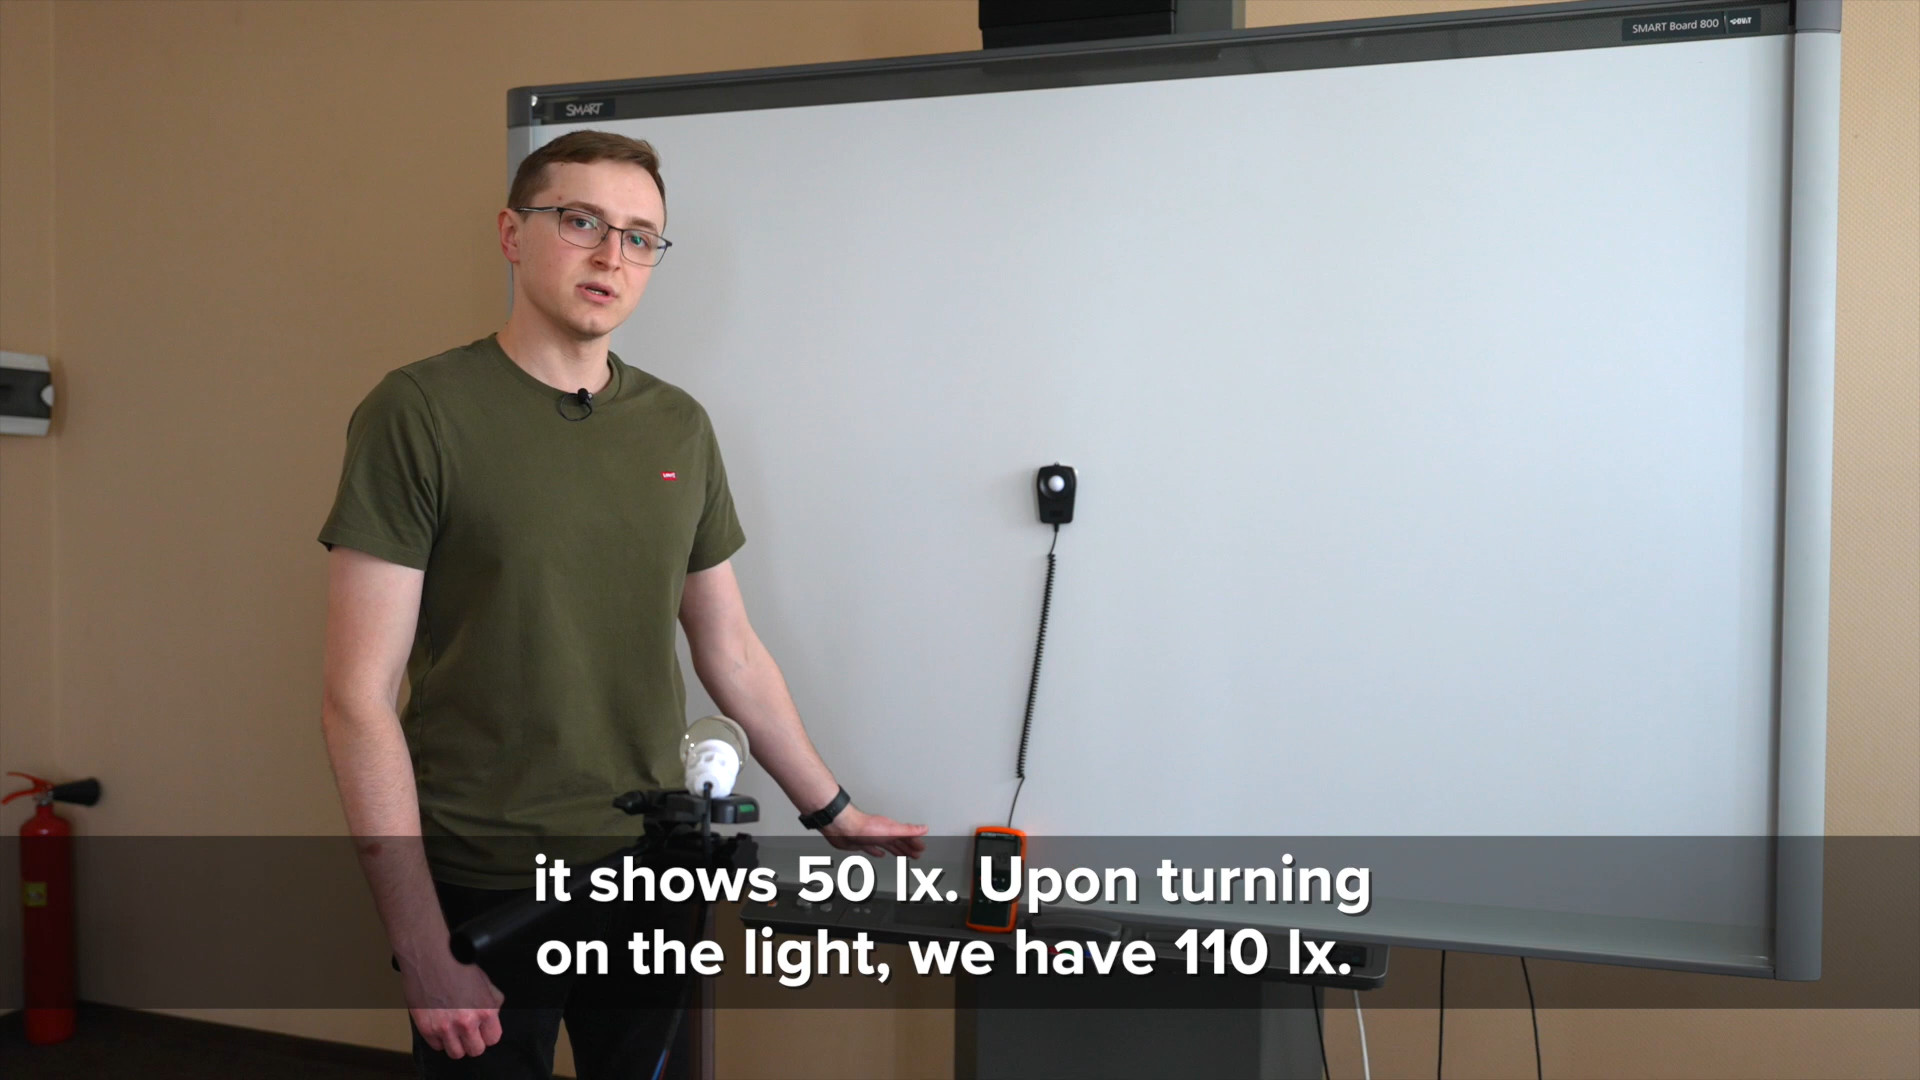 SMART Board 800
SMART
it shows 50 lx. Upon turning
on the light, we have 110 lx.